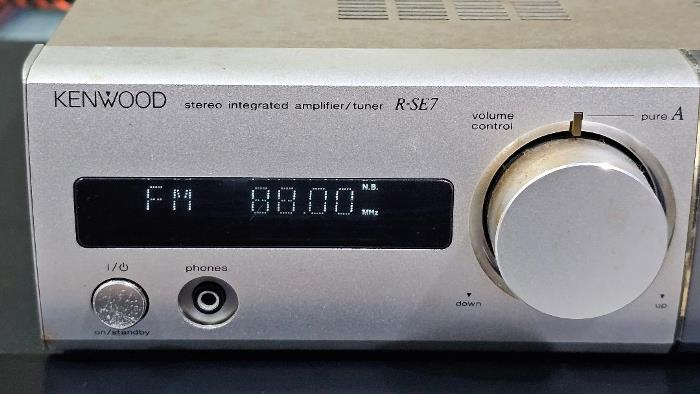 KENWOOD stereo integrated amplifier/tuner R-SE7
volume
control
pure A
FM 88.00 MHz
N.B.
I/⏻
on/standby
phones
down
up